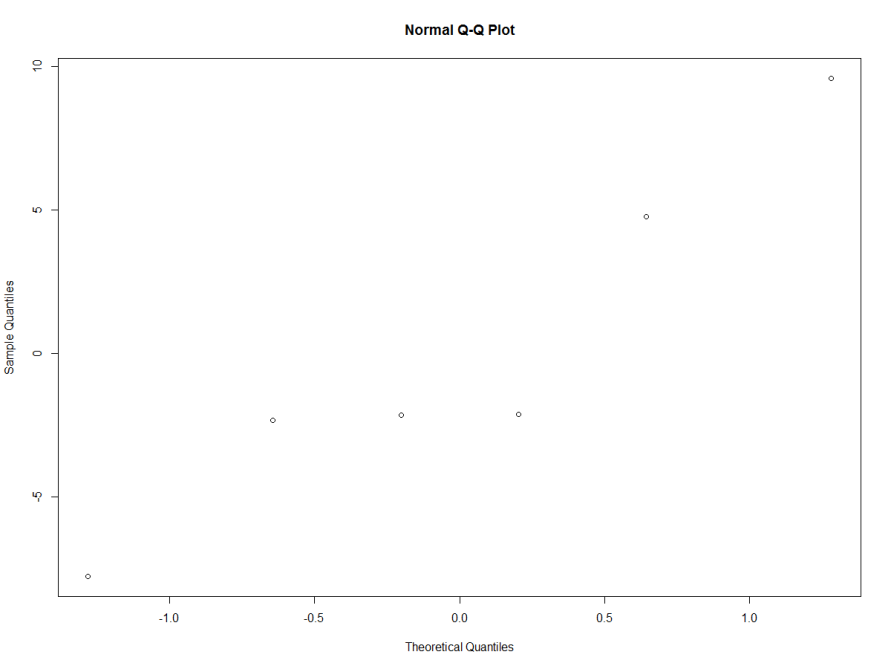 Normal Q-Q Plot
10
5
0
-5
Sample Quantiles
-1.0 -0.5 0.0 0.5 1.0
Theoretical Quantiles